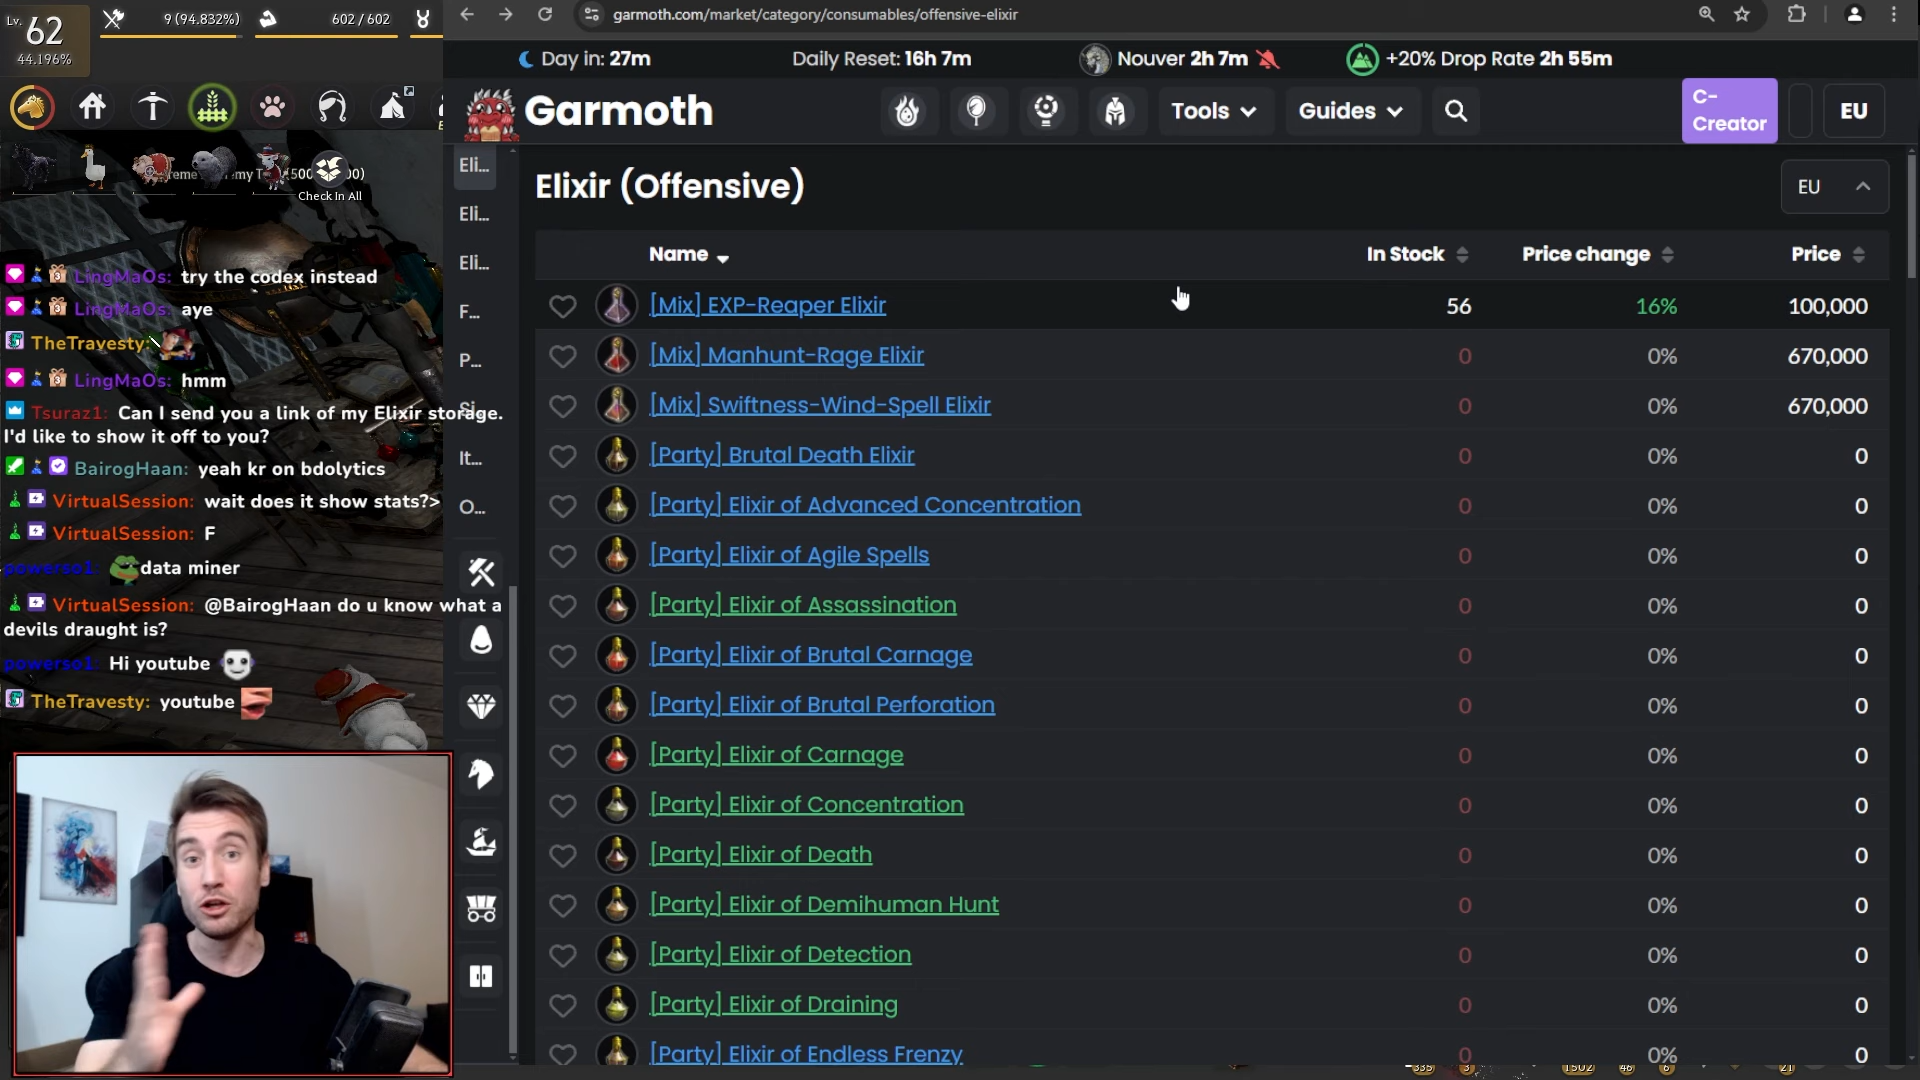 Lv. 62
44.196%
9 (94.832%)
602 / 602
Check In All
LingMaOs: try the codex instead
LingMaOs: aye
TheTravesty:
LingMaOs: hmm
Tsuraz1: Can I send you a link of my Elixir storage.
I'd like to show it off to you?
BairogHaan: yeah kr on bdolytics
VirtualSession: wait does it show stats?>
VirtualSession: F
powerso1: data miner
VirtualSession: @BairogHaan do u know what a
devils draught is?
powerso1: Hi youtube
TheTravesty: youtube
garmoth.com/market/category/consumables/offensive-elixir
Day in: 27m
Daily Reset: 16h 7m
Nouver 2h 7m
+20% Drop Rate 2h 55m
Garmoth
Tools
Guides
C-
Creator
EU
Eli...
Eli...
Eli...
F...
P...
Si...
It...
O...
Elixir (Offensive)
EU
Name In Stock Price change Price
[Mix] EXP-Reaper Elixir 56 16% 100,000
[Mix] Manhunt-Rage Elixir 0 0% 670,000
[Mix] Swiftness-Wind-Spell Elixir 0 0% 670,000
[Party] Brutal Death Elixir 0 0% 0
[Party] Elixir of Advanced Concentration 0 0% 0
[Party] Elixir of Agile Spells 0 0% 0
[Party] Elixir of Assassination 0 0% 0
[Party] Elixir of Brutal Carnage 0 0% 0
[Party] Elixir of Brutal Perforation 0 0% 0
[Party] Elixir of Carnage 0 0% 0
[Party] Elixir of Concentration 0 0% 0
[Party] Elixir of Death 0 0% 0
[Party] Elixir of Demihuman Hunt 0 0% 0
[Party] Elixir of Detection 0 0% 0
[Party] Elixir of Draining 0 0% 0
[Party] Elixir of Endless Frenzy 0 0% 0